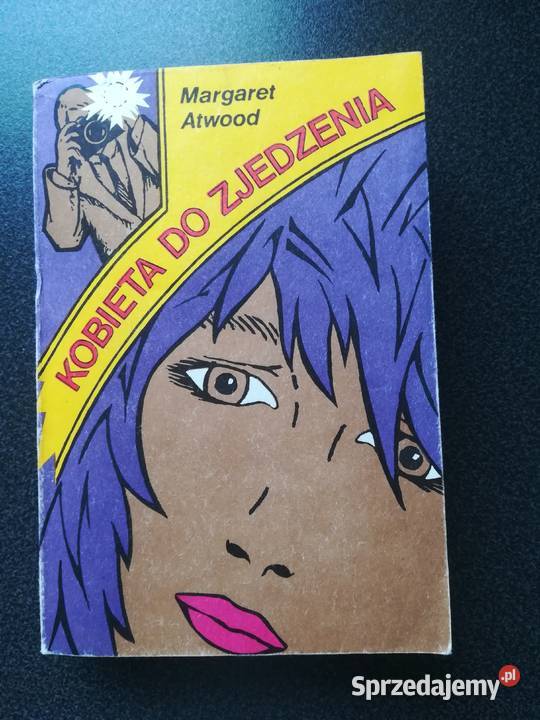 Margaret
Atwood
KOBIETA DO ZJEDZENIA
Sprzedajemy.pl